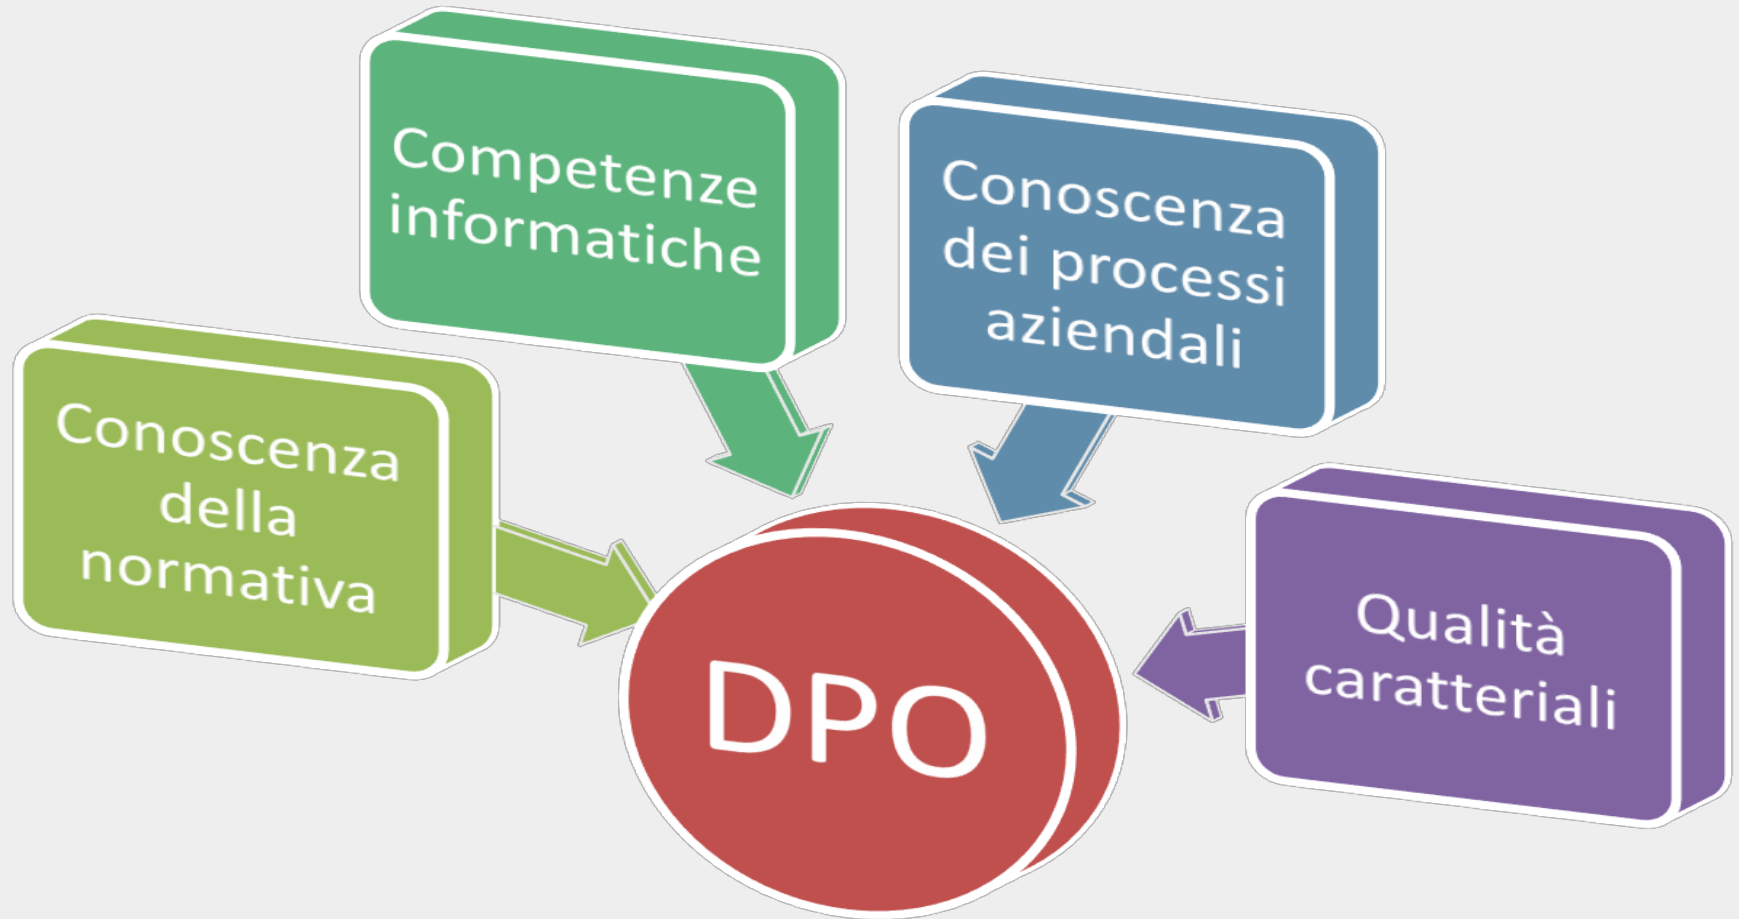 Competenze
informatiche
Conoscenza
dei processi
aziendali
Conoscenza
della
normativa
Qualità
caratteriali
DPO